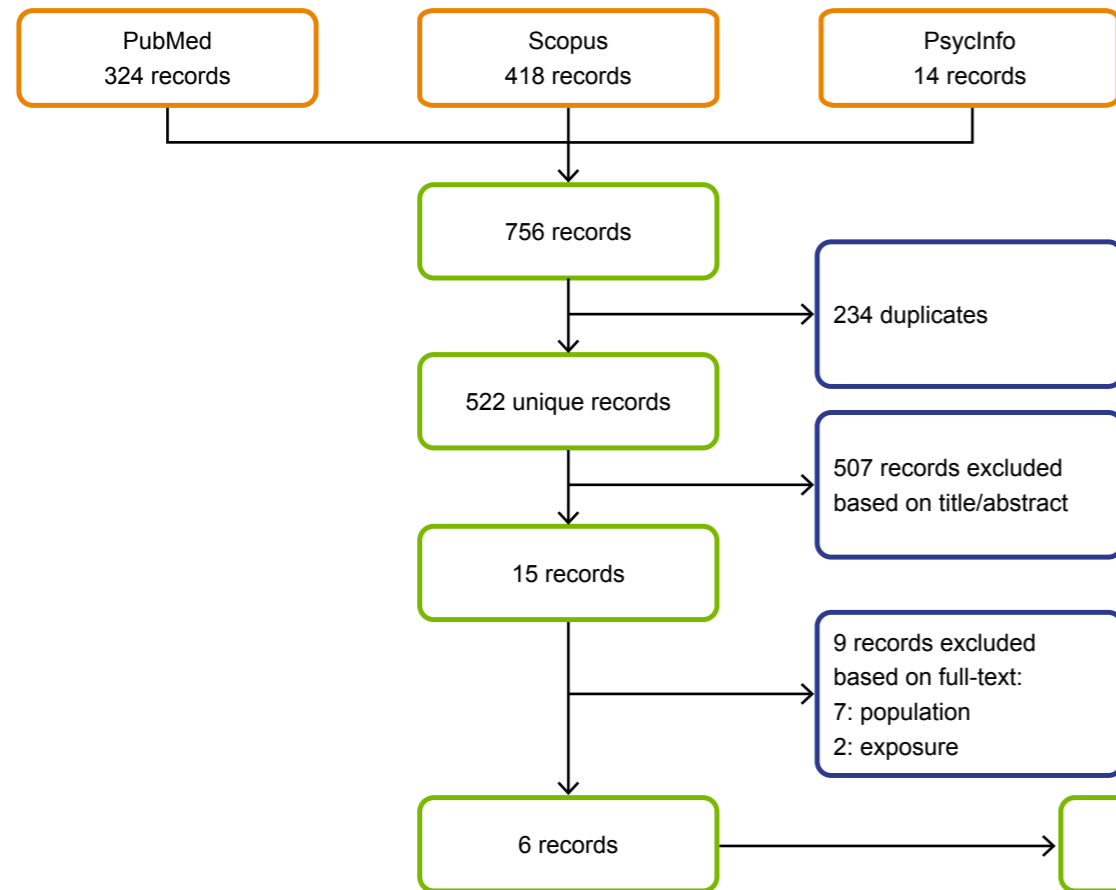 PubMed
324 records
Scopus
418 records
PsycInfo
14 records
756 records
234 duplicates
522 unique records
507 records excluded
based on title/abstract
15 records
9 records excluded
based on full-text:
7: population
2: exposure
6 records